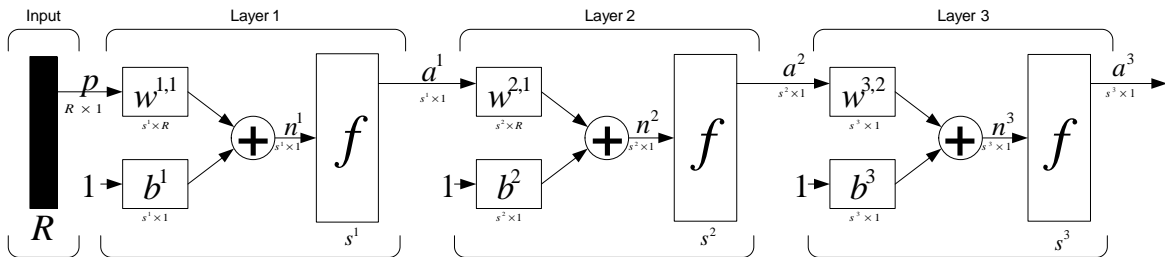 Input
Layer 1
Layer 2
Layer 3
p
R × 1
w^{1,1}
s^1 × R
1
b^1
s^1 × 1
+
n^1
s^1 × 1
f
s^1
a^1
s^1 × 1
w^{2,1}
s^2 × R
1
b^2
s^2 × 1
+
n^2
s^2 × 1
f
s^2
a^2
s^2 × 1
w^{3,2}
s^3 × 1
1
b^3
s^3 × 1
+
n^3
s^3 × 1
f
s^3
a^3
s^3 × 1
R